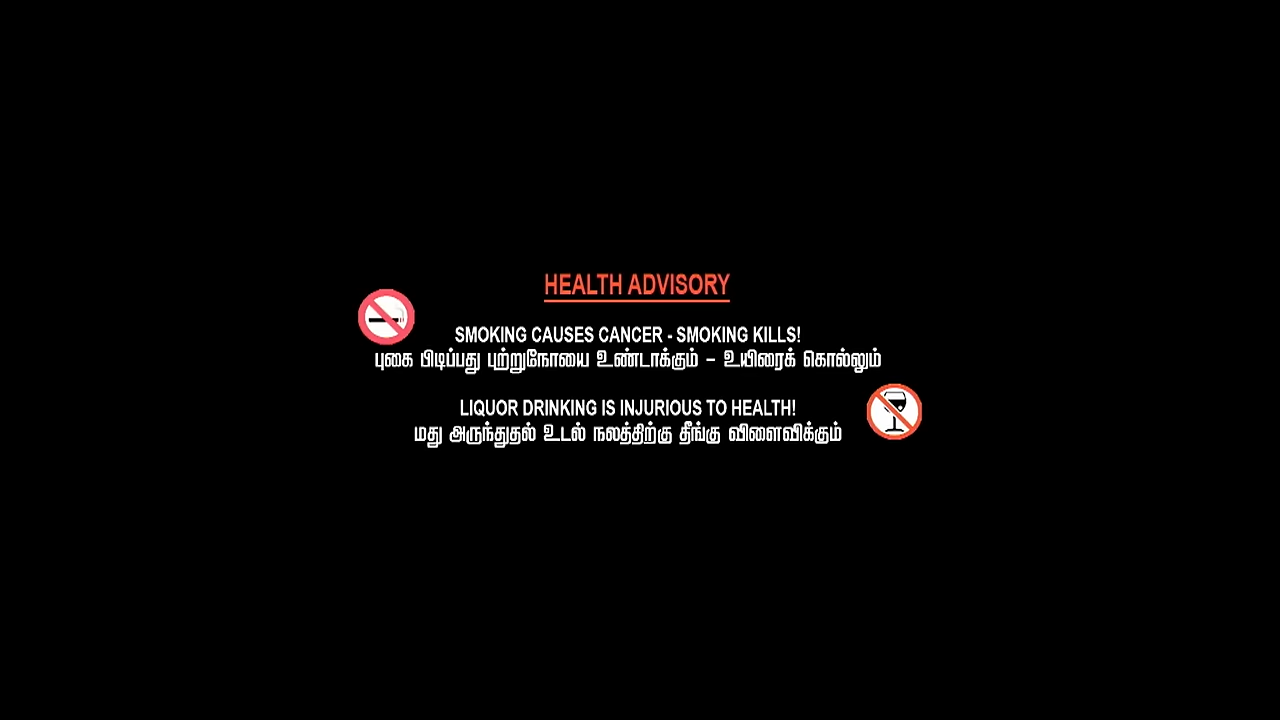 HEALTH ADVISORY
SMOKING CAUSES CANCER - SMOKING KILLS!
புகை பிடிப்பது புற்றுநோயை உண்டாக்கும் – உயிரைக் கொல்லும்
LIQUOR DRINKING IS INJURIOUS TO HEALTH!
மது அருந்துதல் உடல் நலத்திற்கு தீங்கு விளைவிக்கும்